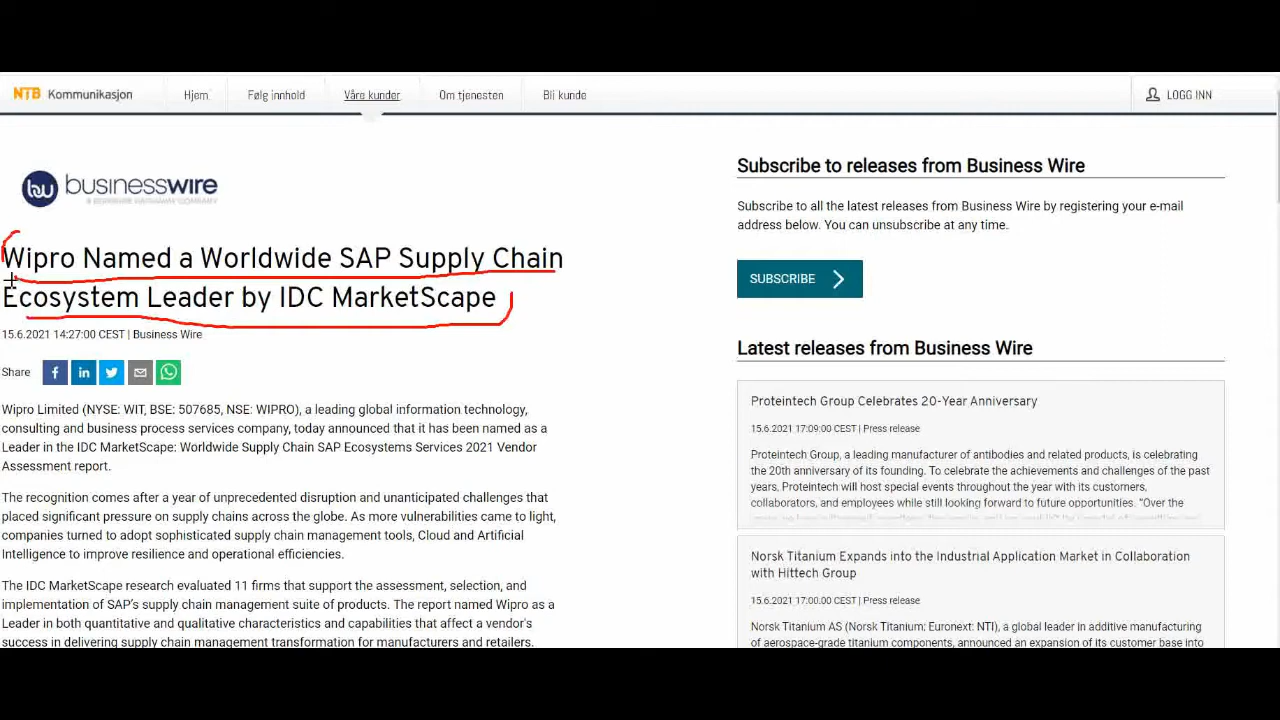 NTB Kommunikasjon
Hjem
Følg innhold
Våre kunder
Om tjenesten
Bli kunde
LOGG INN
bw businesswire
A BERKSHIRE HATHAWAY COMPANY
Wipro Named a Worldwide SAP Supply Chain
Ecosystem Leader by IDC MarketScape
15.6.2021 14:27:00 CEST | Business Wire
Share
Wipro Limited (NYSE: WIT, BSE: 507685, NSE: WIPRO), a leading global information technology,
consulting and business process services company, today announced that it has been named as a
Leader in the IDC MarketScape: Worldwide Supply Chain SAP Ecosystems Services 2021 Vendor
Assessment report.
The recognition comes after a year of unprecedented disruption and unanticipated challenges that
placed significant pressure on supply chains across the globe. As more vulnerabilities came to light,
companies turned to adopt sophisticated supply chain management tools, Cloud and Artificial
Intelligence to improve resilience and operational efficiencies.
The IDC MarketScape research evaluated 11 firms that support the assessment, selection, and
implementation of SAP's supply chain management suite of products. The report named Wipro as a
Leader in both quantitative and qualitative characteristics and capabilities that affect a vendor's
success in delivering supply chain management transformation for manufacturers and retailers.
Subscribe to releases from Business Wire
Subscribe to all the latest releases from Business Wire by registering your e-mail
address below. You can unsubscribe at any time.
SUBSCRIBE
Latest releases from Business Wire
Proteintech Group Celebrates 20-Year Anniversary
15.6.2021 17:09:00 CEST | Press release
Proteintech Group, a leading manufacturer of antibodies and related products, is celebrating
the 20th anniversary of its founding. To celebrate the achievements and challenges of the past
years, Proteintech will host special events throughout the year with its customers,
collaborators, and employees while still looking forward to future opportunities. "Over the
Norsk Titanium Expands into the Industrial Application Market in Collaboration
with Hittech Group
15.6.2021 17:00:00 CEST | Press release
Norsk Titanium AS (Norsk Titanium; Euronext: NTI), a global leader in additive manufacturing
of aerospace-grade titanium components, announced an expansion of its customer base into